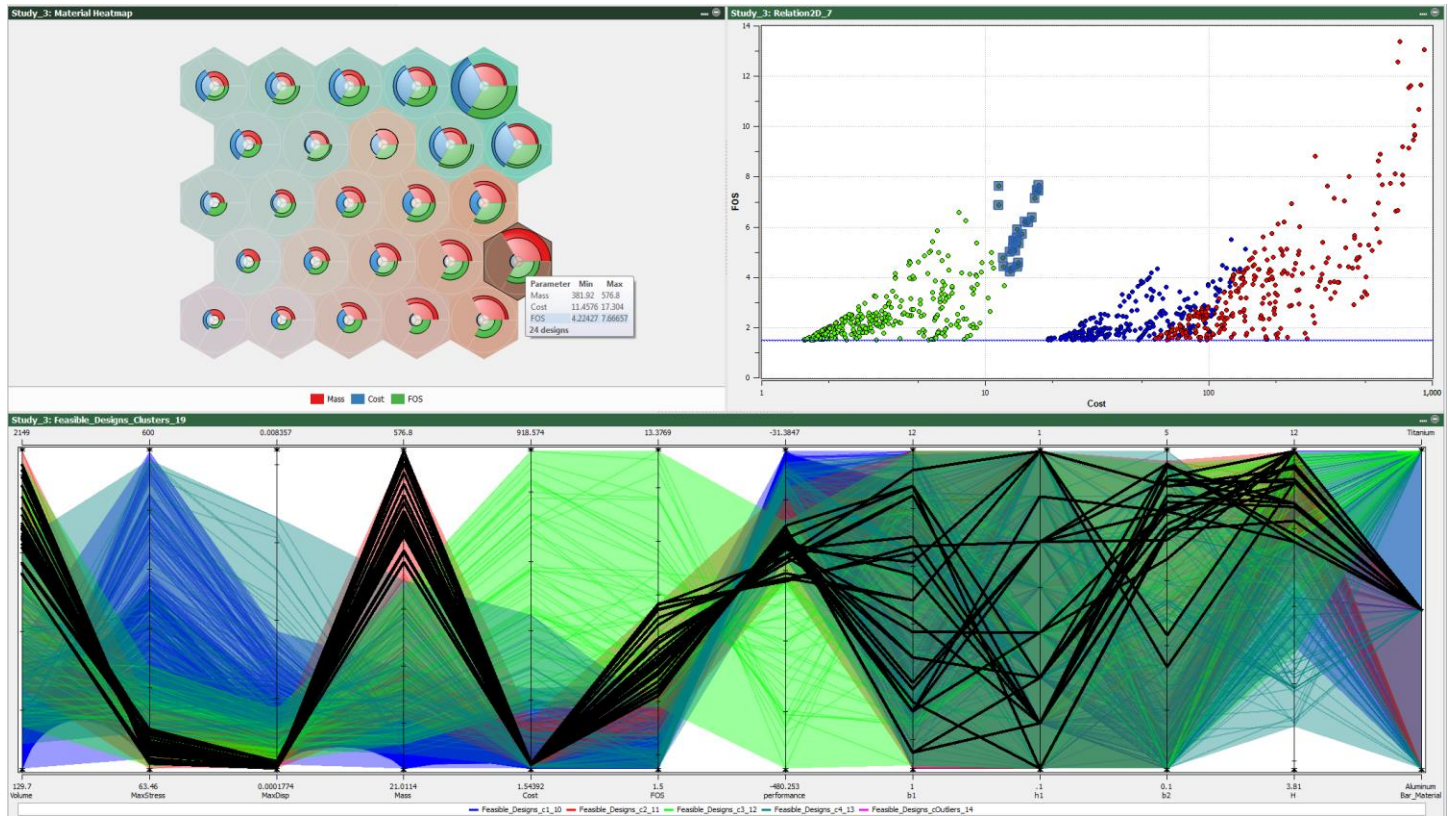 Study_3: Material Heatmap
Parameter Min Max
Mass 381.92 576.8
Cost 11.4576 17.304
FOS 4.22427 7.66657
24 designs
Mass Cost FOS
Study_3: Relation2D_7
14
12
10
8
6
4
2
0
FOS
1 10 100 1,000
Cost
Study_3: Feasible_Designs_Clusters_19
2149 600 0.008357 576.8 918.574 13.3769 -31.3847 12 1 5 12 Titanium
129.7 63.46 0.0001774 21.0114 1.54392 1.5 -480.253 1 .1 0.1 3.81 Aluminum
Volume MaxStress MaxDisp Mass Cost FOS performance b1 h1 b2 H Bar_Material
Feasible_Designs_c1_10 Feasible_Designs_c2_11 Feasible_Designs_c3_12 Feasible_Designs_c4_13 Feasible_Designs_cOutliers_14